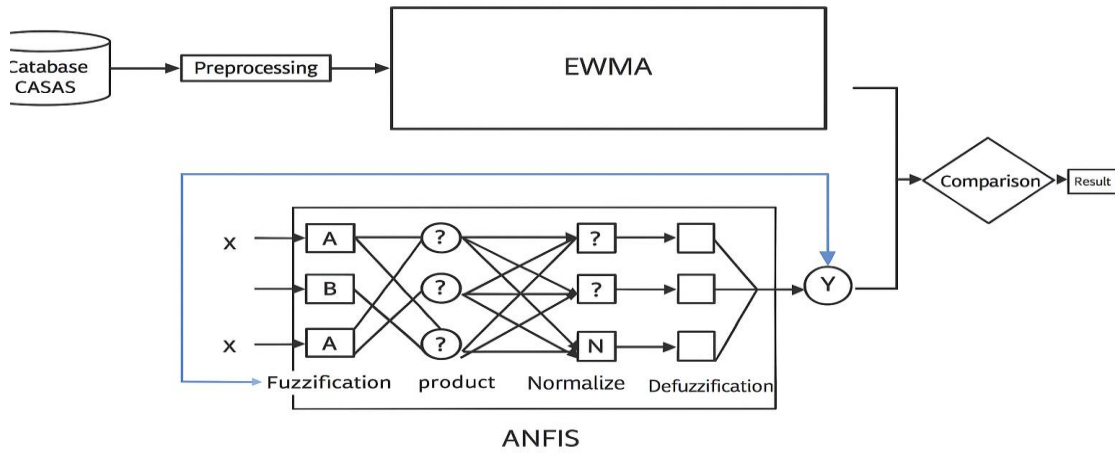 Catabase
CASAS
Preprocessing
EWMA
Comparison
Result
x
A
?
?
B
?
?
Y
x
A
?
N
Fuzzification
product
Normalize
Defuzzification
ANFIS